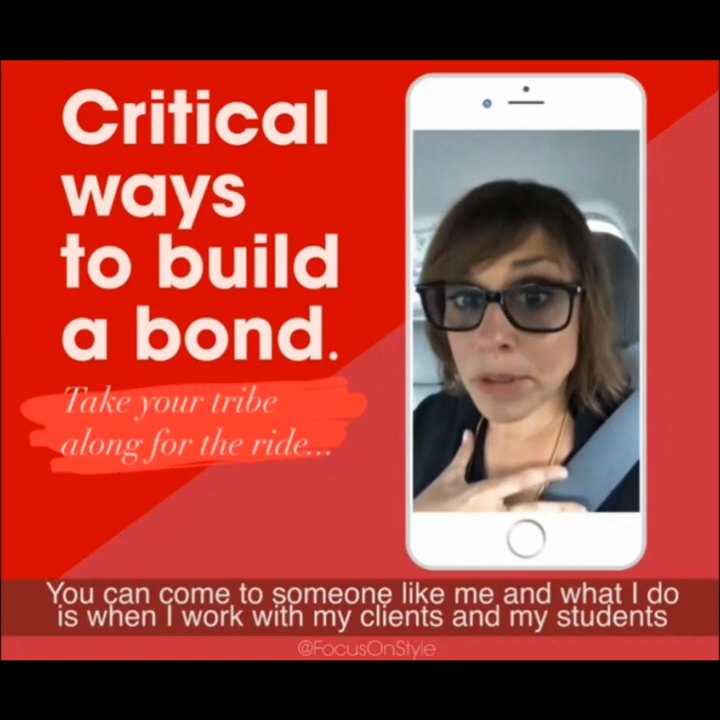 Critical
ways
to build
a bond.
Take your tribe
along for the ride...
You can come to someone like me and what I do
is when I work with my clients and my students
@FocusOnStyle